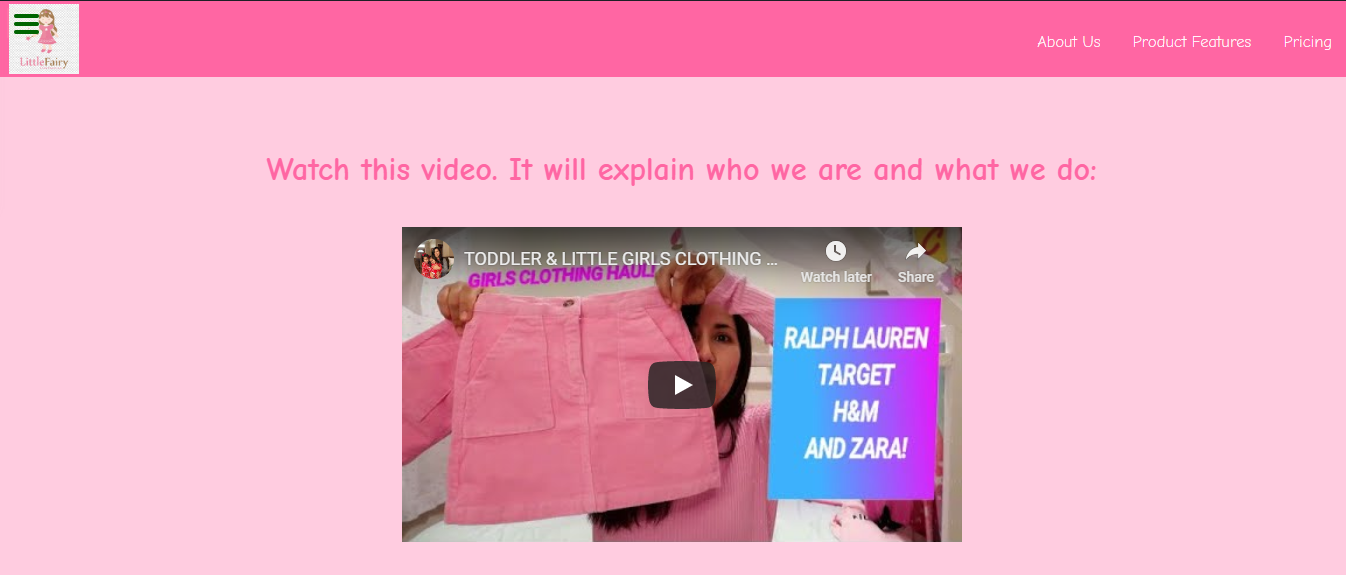 LittleFairy
About Us
Product Features
Pricing
Watch this video. It will explain who we are and what we do:
TODDLER & LITTLE GIRLS CLOTHING ...
Watch later
Share
GIRLS CLOTHING HAUL!
RALPH LAUREN
TARGET
H&M
AND ZARA!